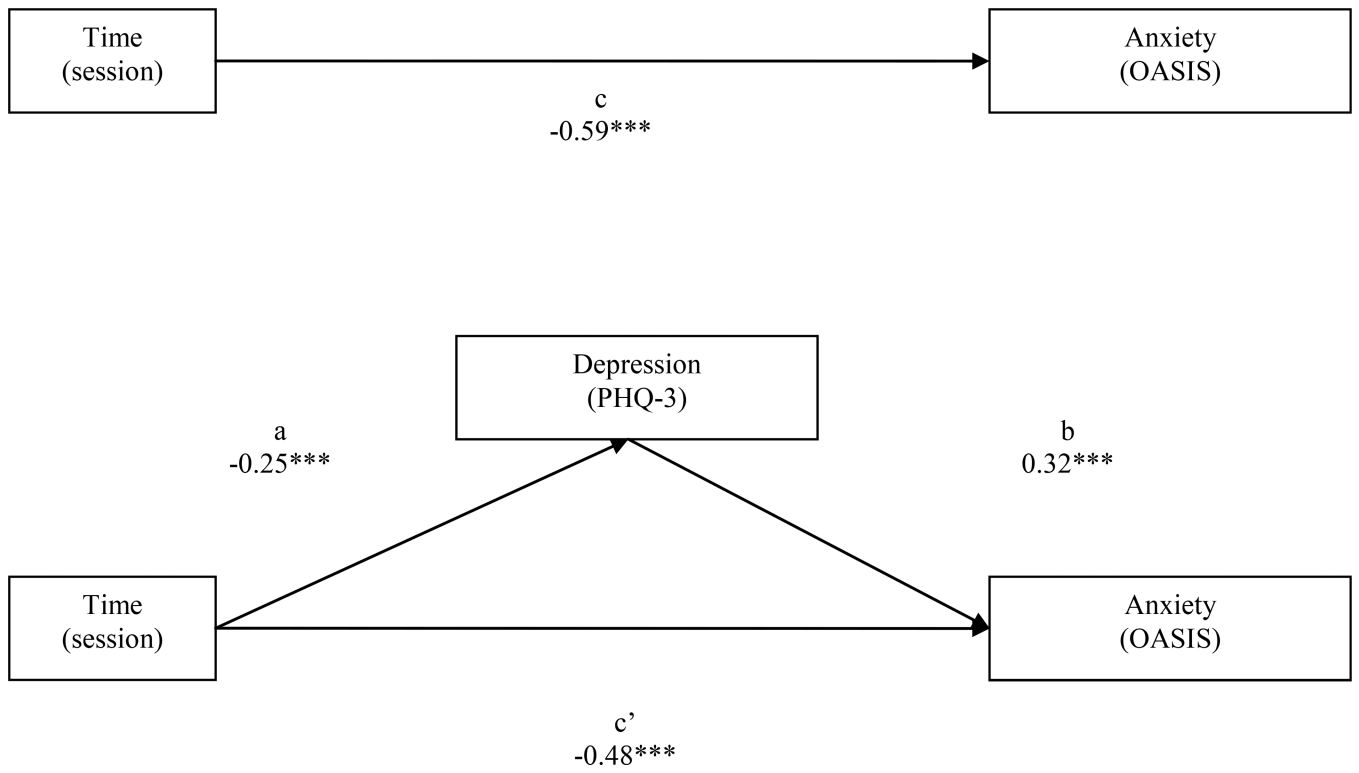 Time
(session)
Anxiety
(OASIS)
c
-0.59***
Depression
(PHQ-3)
a
-0.25***
b
0.32***
Time
(session)
Anxiety
(OASIS)
c’
-0.48***